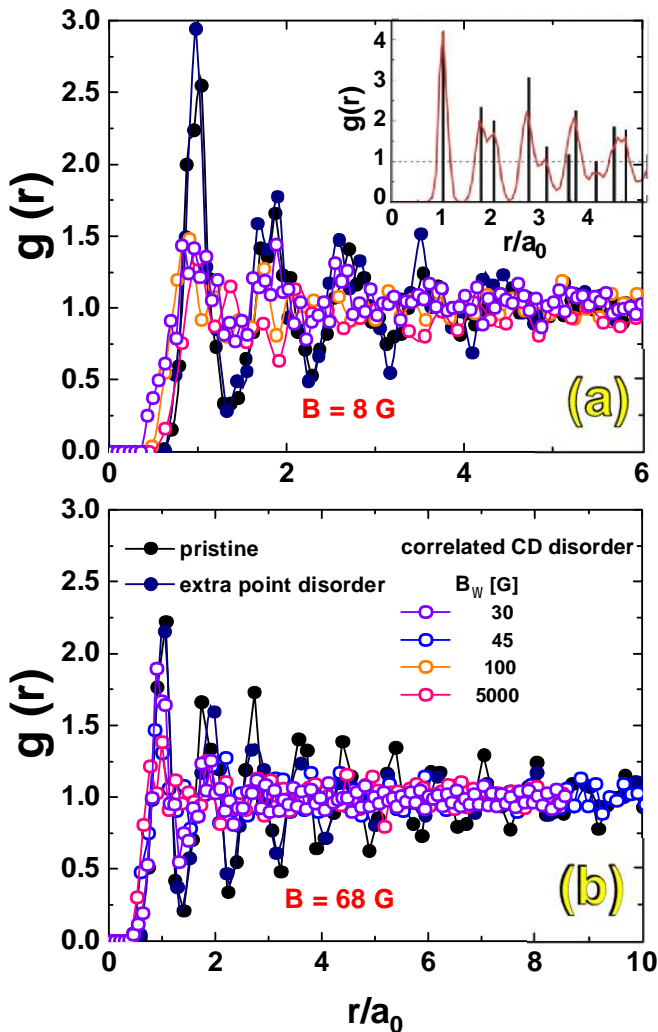 3.0
2.5
2.0
1.5
1.0
0.5
0.0
g (r)
4
3
2
1
0
g(r)
0 1 2 3 4
r/a0
B = 8 G
(a)
0 2 4 6
3.0
2.5
2.0
1.5
1.0
0.5
0.0
g (r)
pristine
extra point disorder
correlated CD disorder
BW [G]
30
45
100
5000
B = 68 G
(b)
0 2 4 6 8 10
r/a0